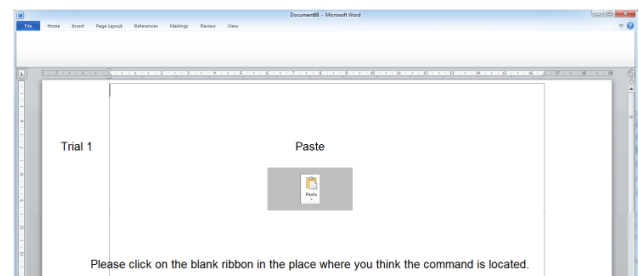 Document88 - Microsoft Word
File Home Insert Page Layout References Mailings Review View
Trial 1 Paste
Paste
Please click on the blank ribbon in the place where you think the command is located.